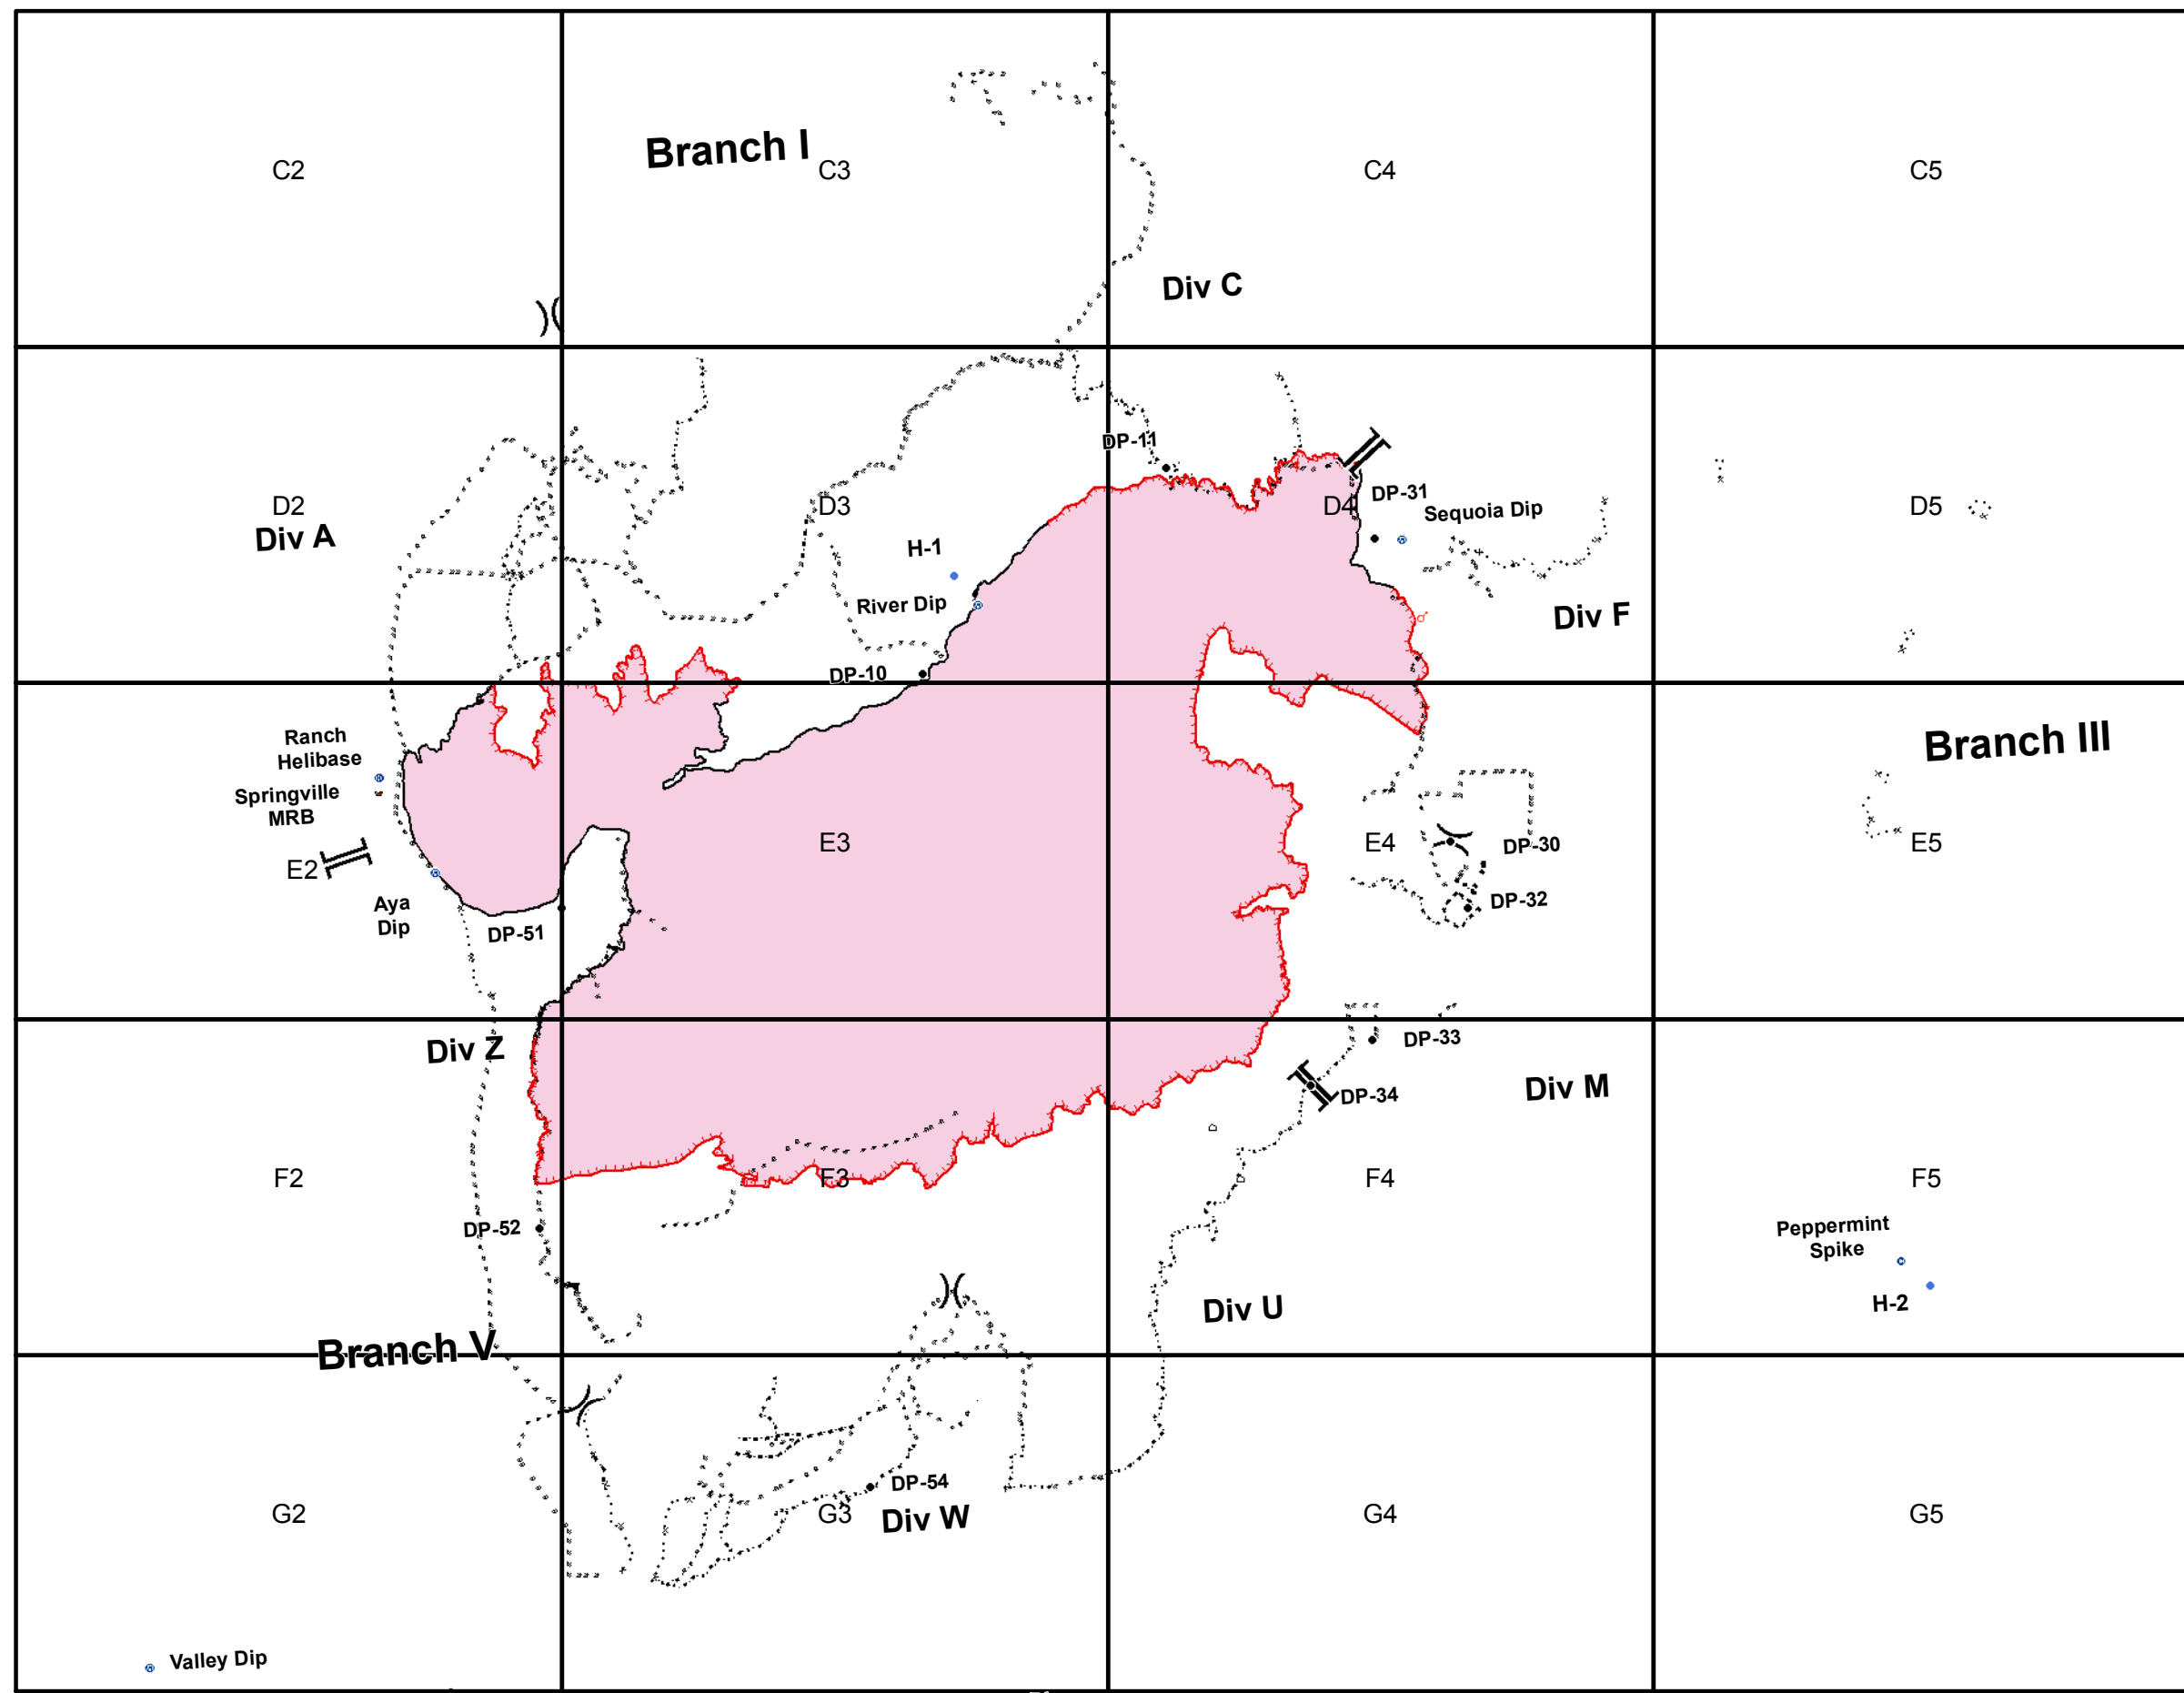 Branch I
C2
C3
C4
C5
Div C
DP-11
DP-31
D2
D3
D4
D5
Sequoia Dip
Div A
H-1
River Dip
Div F
DP-10
Ranch
Helibase
Branch III
Springville
MRB
E2
E3
E4
DP-30
E5
DP-32
Aya
Dip
DP-51
Div Z
DP-33
Div M
DP-34
F2
F3
F4
F5
DP-52
Peppermint
Spike
Div U
H-2
Branch V
DP-54
G2
G3
Div W
G4
G5
Valley Dip